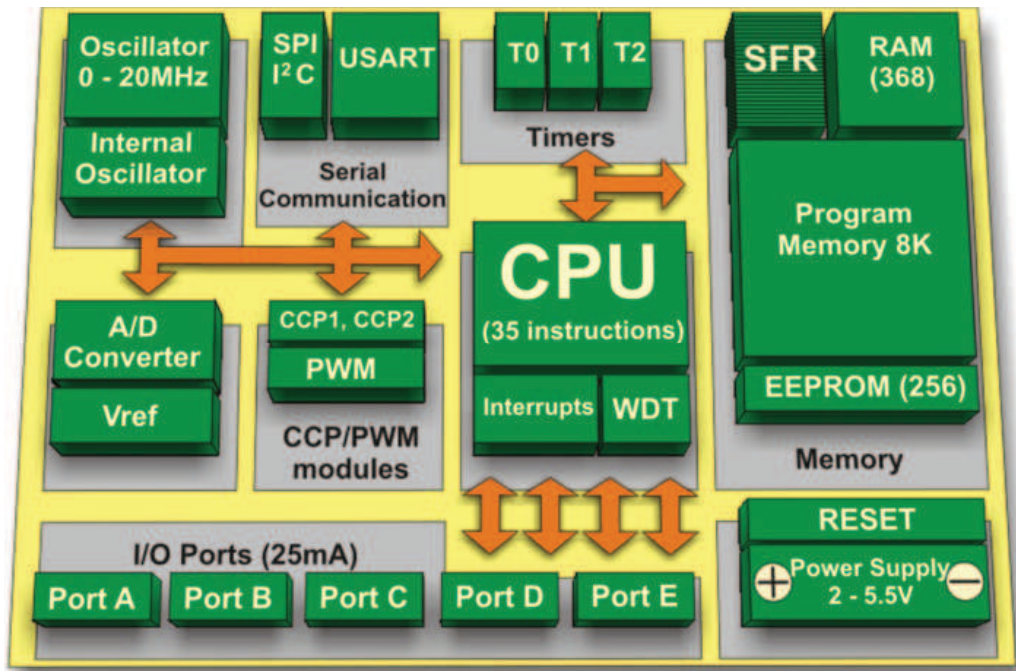 Oscillator
0 - 20MHz
Internal
Oscillator
SPI
I²C
USART
Serial
Communication
T0
T1
T2
Timers
SFR
RAM
(368)
Program
Memory 8K
EEPROM (256)
Memory
A/D
Converter
Vref
CCP1, CCP2
PWM
CCP/PWM
modules
CPU
(35 instructions)
Interrupts
WDT
I/O Ports (25mA)
Port A
Port B
Port C
Port D
Port E
RESET
+
Power Supply
2 - 5.5V
−